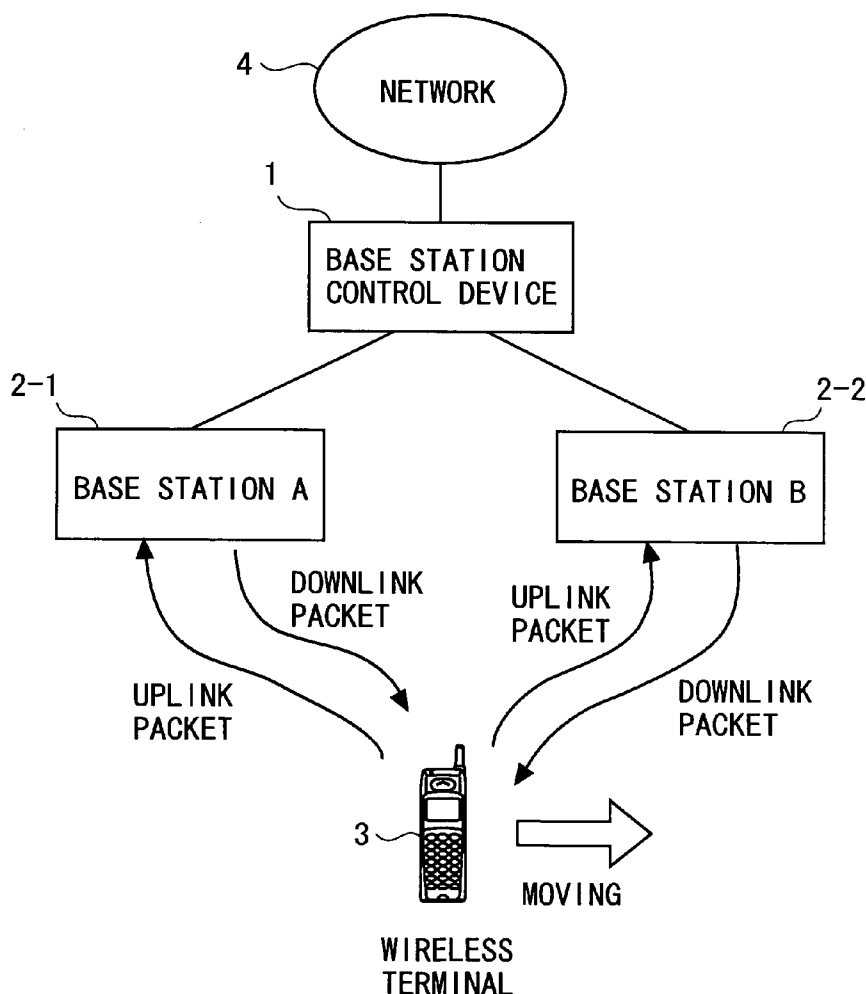 4
NETWORK
1
BASE STATION
CONTROL DEVICE
2-1
2-2
BASE STATION A
BASE STATION B
DOWNLINK
PACKET
UPLINK
PACKET
UPLINK
PACKET
DOWNLINK
PACKET
3
MOVING
WIRELESS
TERMINAL